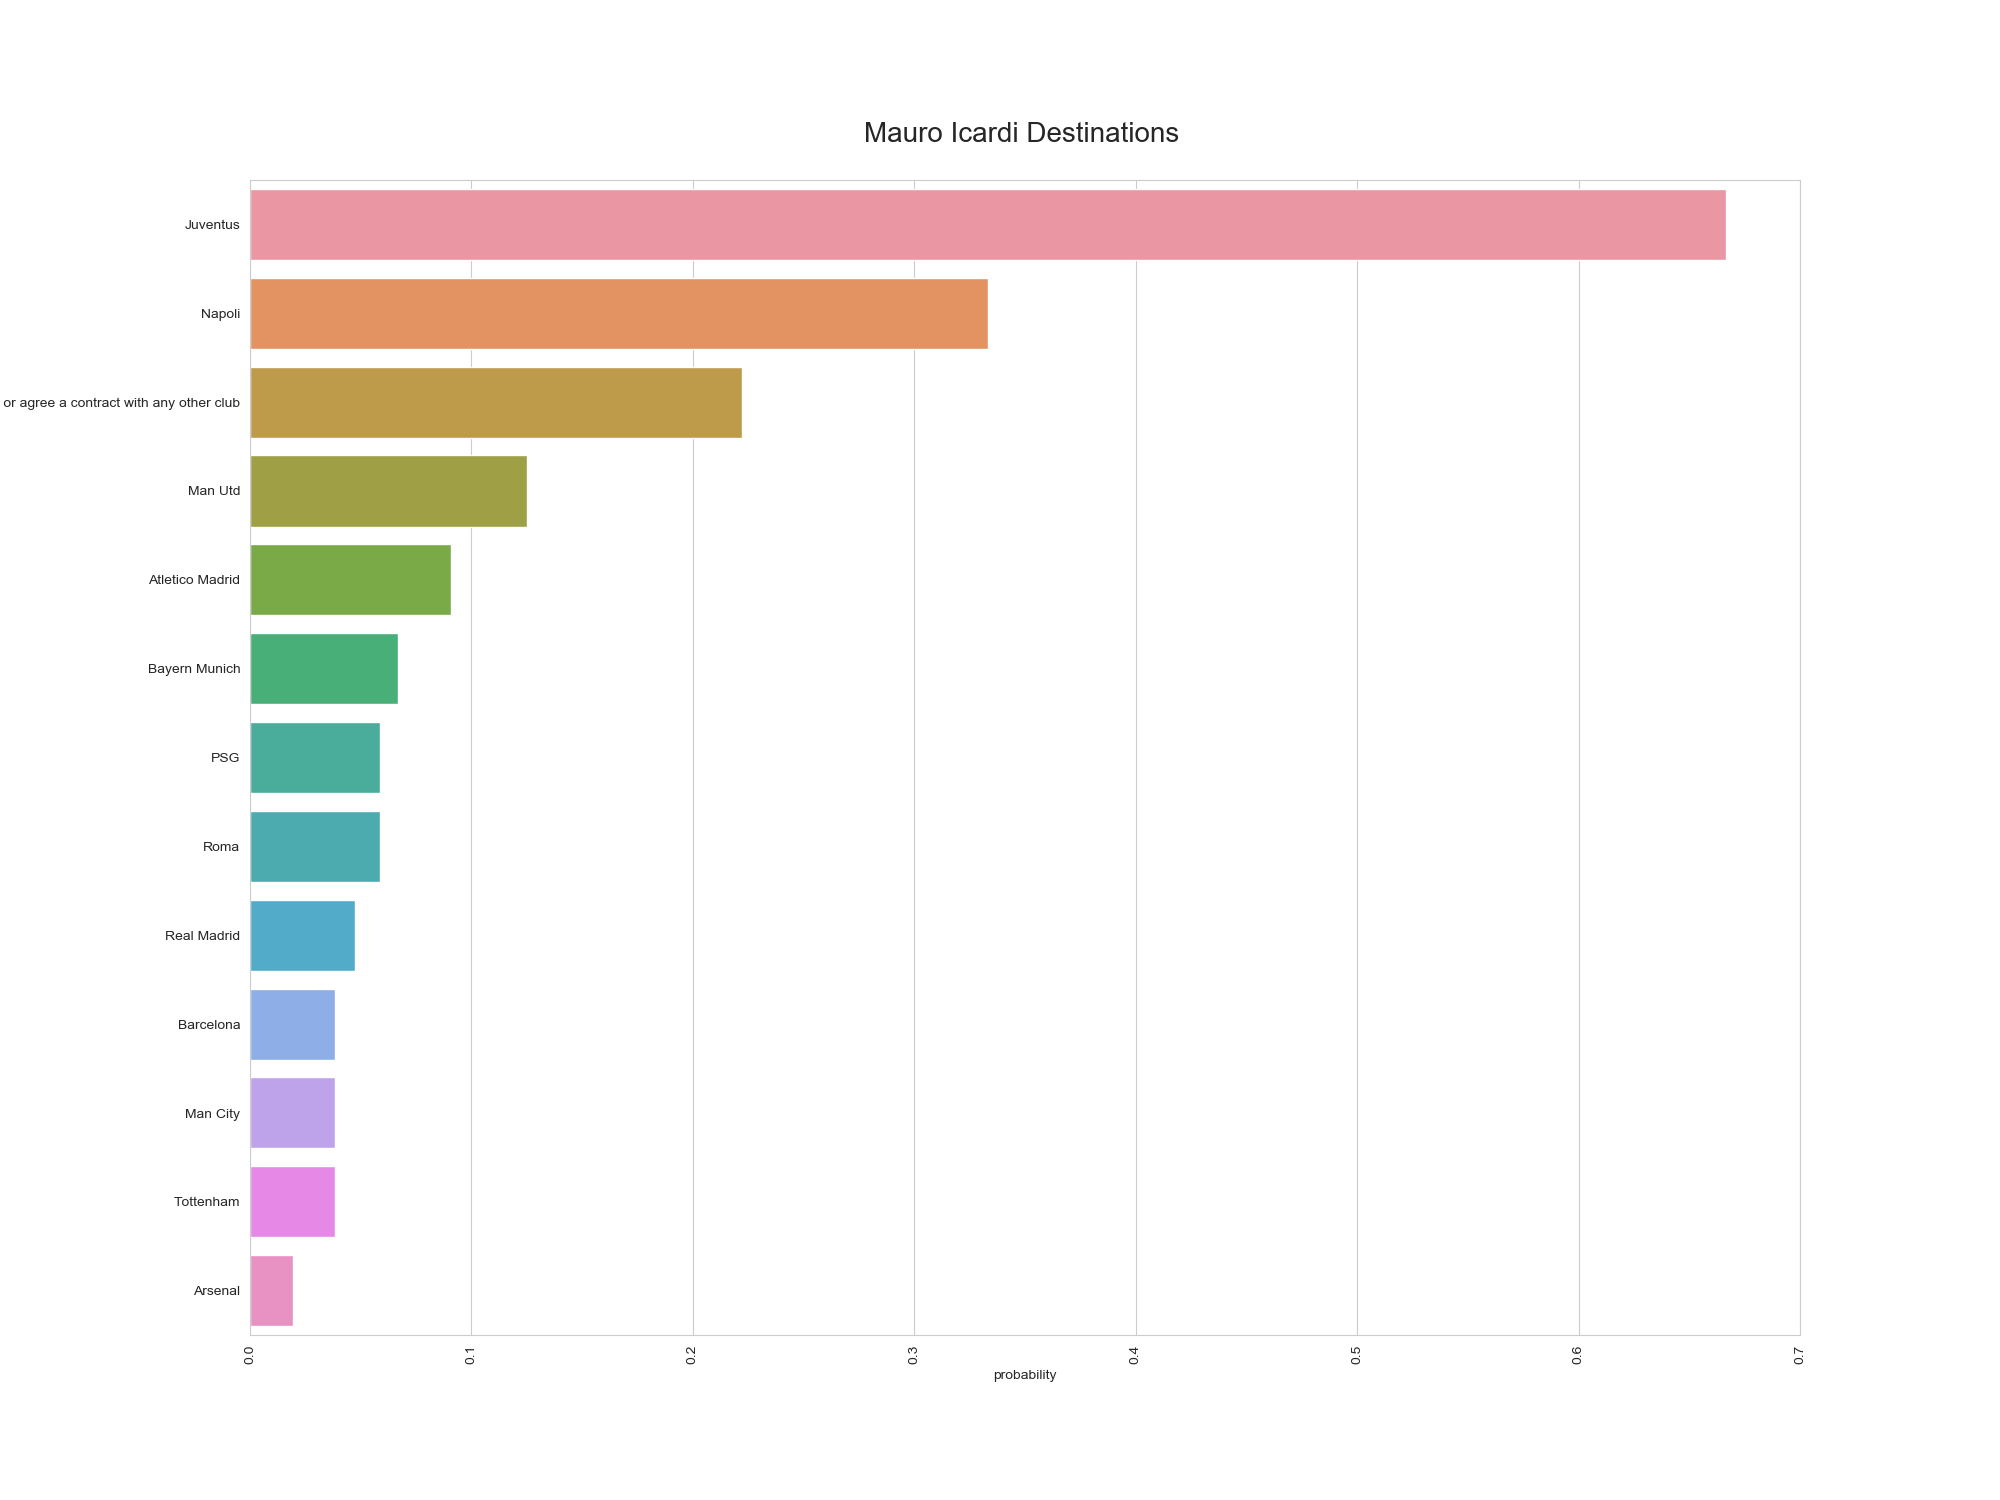 Mauro Icardi Destinations
Juventus
Napoli
or agree a contract with any other club
Man Utd
Atletico Madrid
Bayern Munich
PSG
Roma
Real Madrid
Barcelona
Man City
Tottenham
Arsenal
0.0 0.1 0.2 0.3 0.4 0.5 0.6 0.7
probability